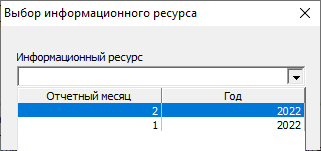 Выбор информационного ресурса
Информационный ресурс
Отчетный месяц Год
2 2022
1 2022